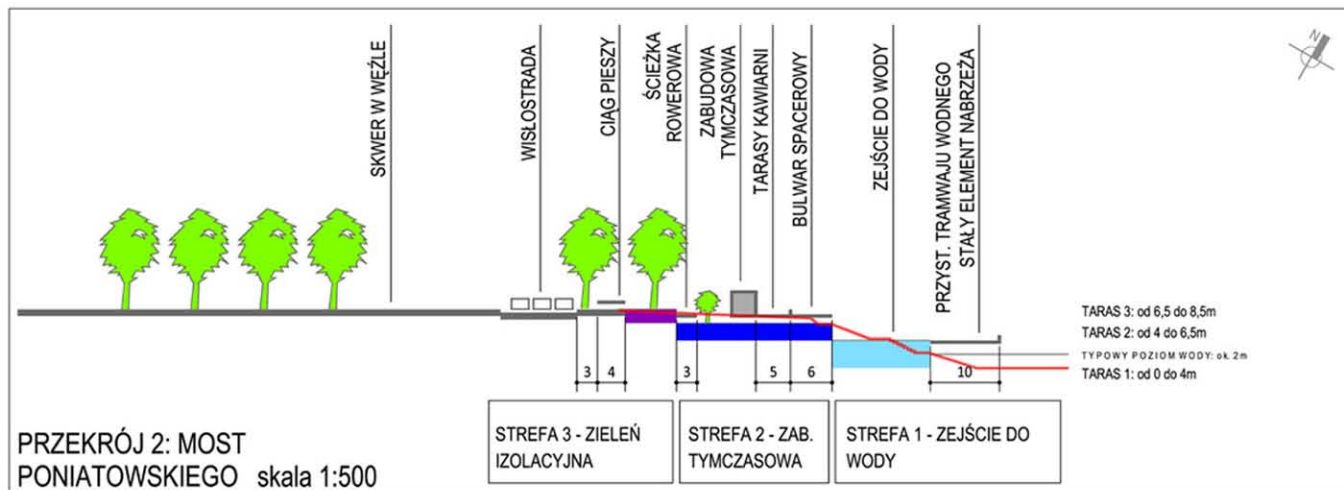 N
SKWER W WĘŹLE
WISŁOSTRADA
CIĄG PIESZY
ŚCIEŻKA
ROWEROWA
ZABUDOWA
TYMCZASOWA
TARASY KAWIARNI
BULWAR SPACEROWY
ZEJŚCIE DO WODY
PRZYST. TRAMWAJU WODNEGO
STAŁY ELEMENT NABRZEŻA
TARAS 3: od 6,5 do 8,5m
TARAS 2: od 4 do 6,5m
TYPOWY POZIOM WODY: ok. 2m
TARAS 1: od 0 do 4m
3 4 3 5 6 10
STREFA 3 - ZIELEŃ
IZOLACYJNA
STREFA 2 - ZAB.
TYMCZASOWA
STREFA 1 - ZEJŚCIE DO
WODY
PRZEKRÓJ 2: MOST
PONIATOWSKIEGO skala 1:500